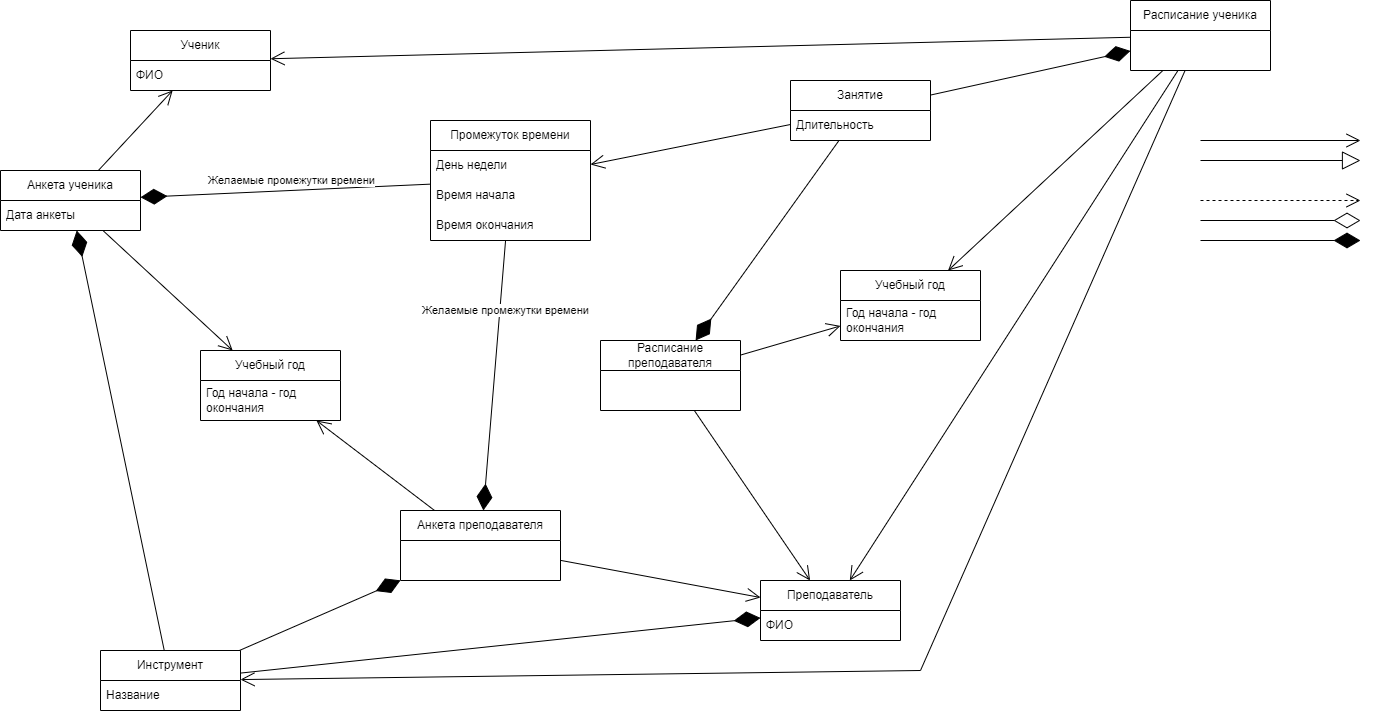 Расписание ученика
Ученик
ФИО
Занятие
Длительность
Промежуток времени
День недели
Время начала
Время окончания
Желаемые промежутки времени
Анкета ученика
Дата анкеты
Учебный год
Год начала - год
окончания
Желаемые промежутки времени
Расписание
преподавателя
Учебный год
Год начала - год
окончания
Анкета преподавателя
Преподаватель
ФИО
Инструмент
Название